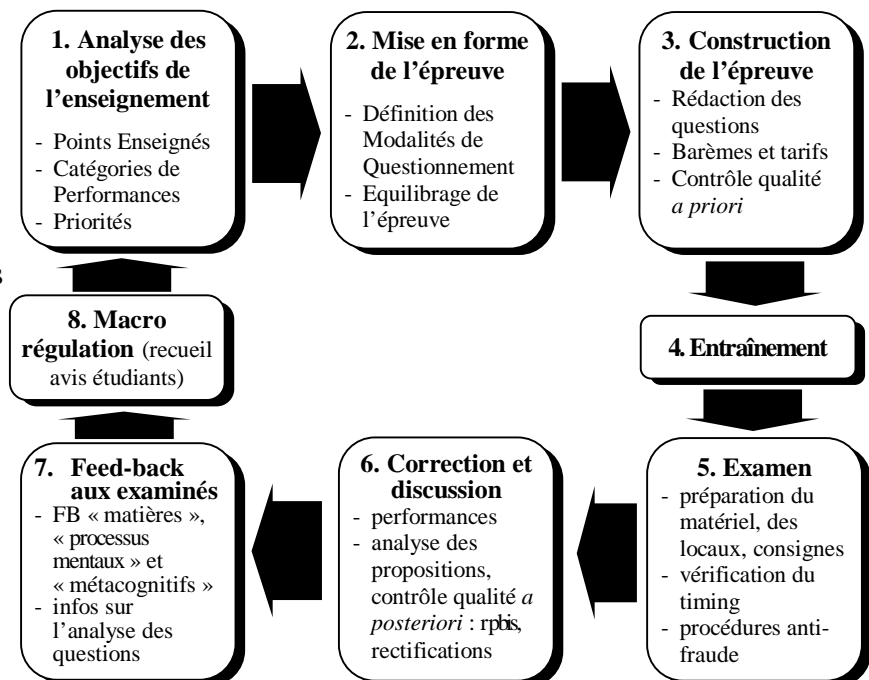 1. Analyse des
objectifs de
l'enseignement
- Points Enseignés
- Catégories de
Performances
- Priorités
2. Mise en forme
de l'épreuve
- Définition des
Modalités de
Questionnement
- Equilibrage de
l'épreuve
3. Construction
de l'épreuve
- Rédaction des
questions
- Barèmes et tarifs
- Contrôle qualité
a priori
4. Entraînement
5. Examen
- préparation du
matériel, des
locaux, consignes
- vérification du
timing
- procédures anti-
fraude
6. Correction et
discussion
- performances
- analyse des
propositions,
contrôle qualité a
posteriori : rpbis,
rectifications
7. Feed-back
aux examinés
- FB « matières »,
« processus
mentaux » et
« métacognitifs »
- infos sur
l'analyse des
questions
8. Macro
régulation (recueil
avis étudiants)